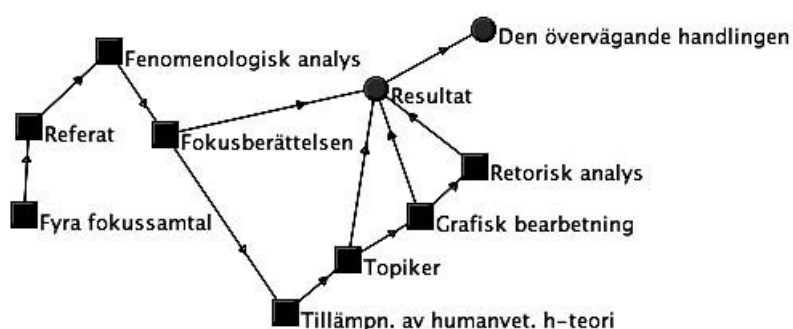 Den övervägande handlingen
Fenomenologisk analys
Resultat
Referat
Fokusberättelsen
Retorisk analys
Fyra fokussamtal
Grafisk bearbetning
Topiker
Tillämpn. av humanvet. h-teori